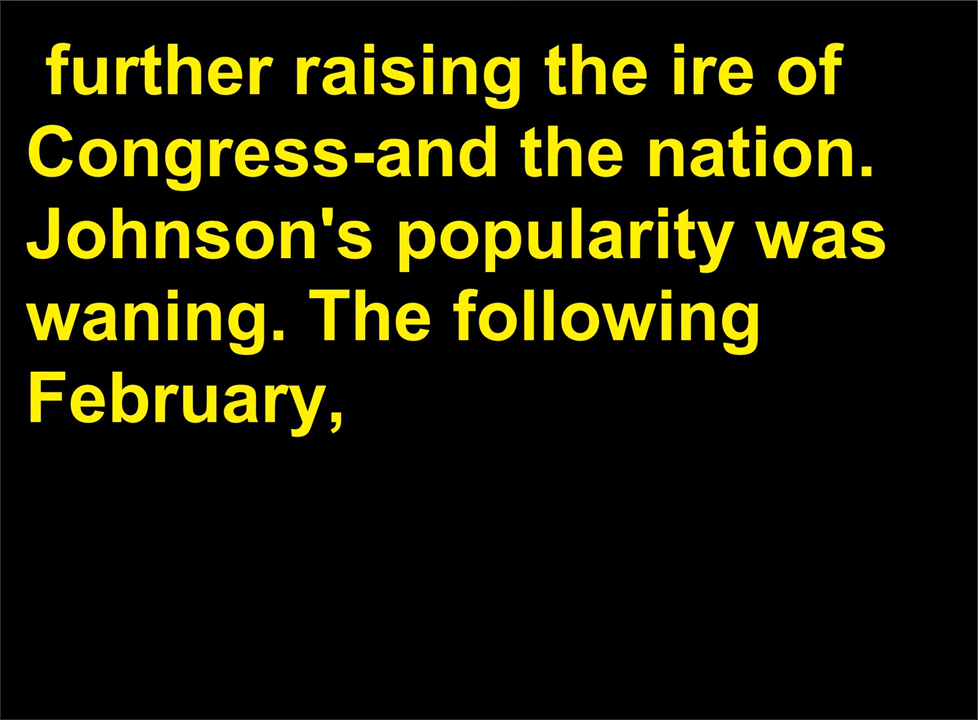 further raising the ire of
Congress-and the nation.
Johnson's popularity was
waning. The following
February,